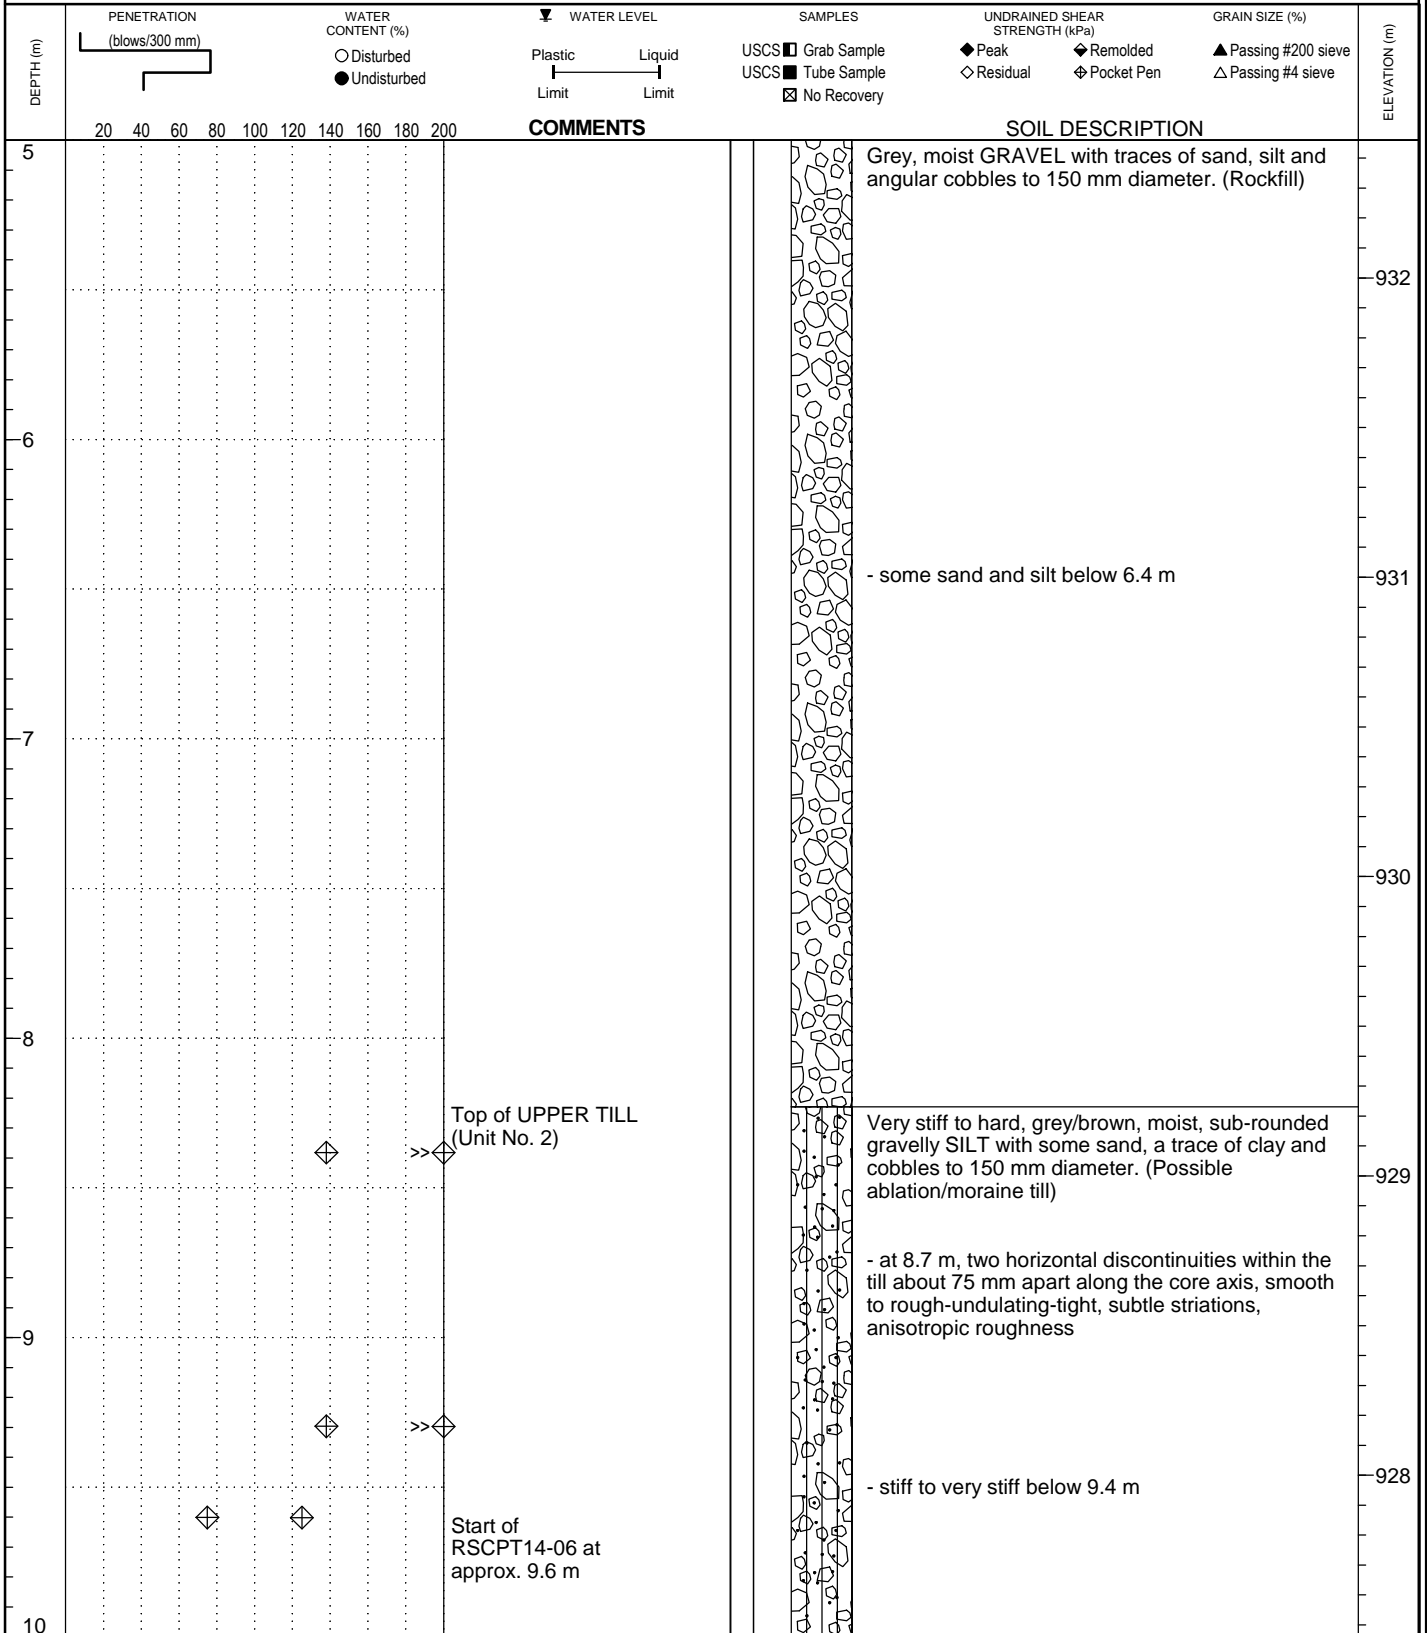 PENETRATION
(blows/300 mm)
WATER
CONTENT (%)
Disturbed
Undisturbed
WATER LEVEL
Plastic Liquid
Limit Limit
SAMPLES
USCS Grab Sample
USCS Tube Sample
No Recovery
UNDRAINED SHEAR
STRENGTH (kPa)
Peak Remolded
Residual Pocket Pen
GRAIN SIZE (%)
Passing #200 sieve
Passing #4 sieve
DEPTH (m)
ELEVATION (m)
20 40 60 80 100 120 140 160 180 200
COMMENTS
SOIL DESCRIPTION
5
Grey, moist GRAVEL with traces of sand, silt and
angular cobbles to 150 mm diameter. (Rockfill)
932
6
- some sand and silt below 6.4 m
931
7
930
8
Top of UPPER TILL
(Unit No. 2)
>>
Very stiff to hard, grey/brown, moist, sub-rounded
gravelly SILT with some sand, a trace of clay and
cobbles to 150 mm diameter. (Possible
ablation/moraine till)
929
- at 8.7 m, two horizontal discontinuities within the
till about 75 mm apart along the core axis, smooth
to rough-undulating-tight, subtle striations,
anisotropic roughness
9
>>
- stiff to very stiff below 9.4 m
928
Start of
RSCPT14-06 at
approx. 9.6 m
10